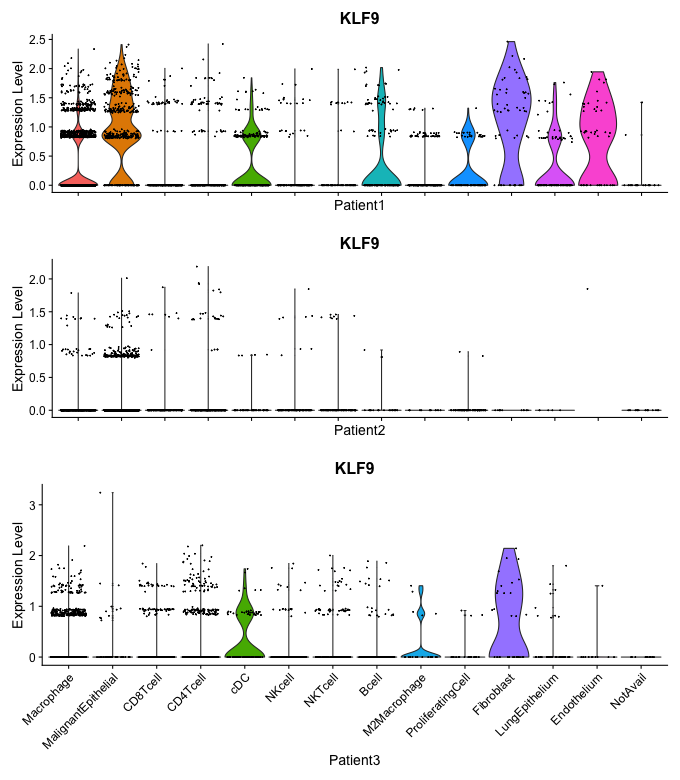 KLF9
Expression Level
2.5
2.0
1.5
1.0
0.5
0.0
Patient1
KLF9
Expression Level
2.0
1.5
1.0
0.5
0.0
Patient2
KLF9
Expression Level
3
2
1
0
Macrophage
MalignantEpithelial
CD8Tcell
CD4Tcell
cDC
NKcell
NKTcell
Bcell
M2Macrophage
ProliferatingCell
Fibroblast
LungEpithelium
Endothelium
NotAvail
Patient3